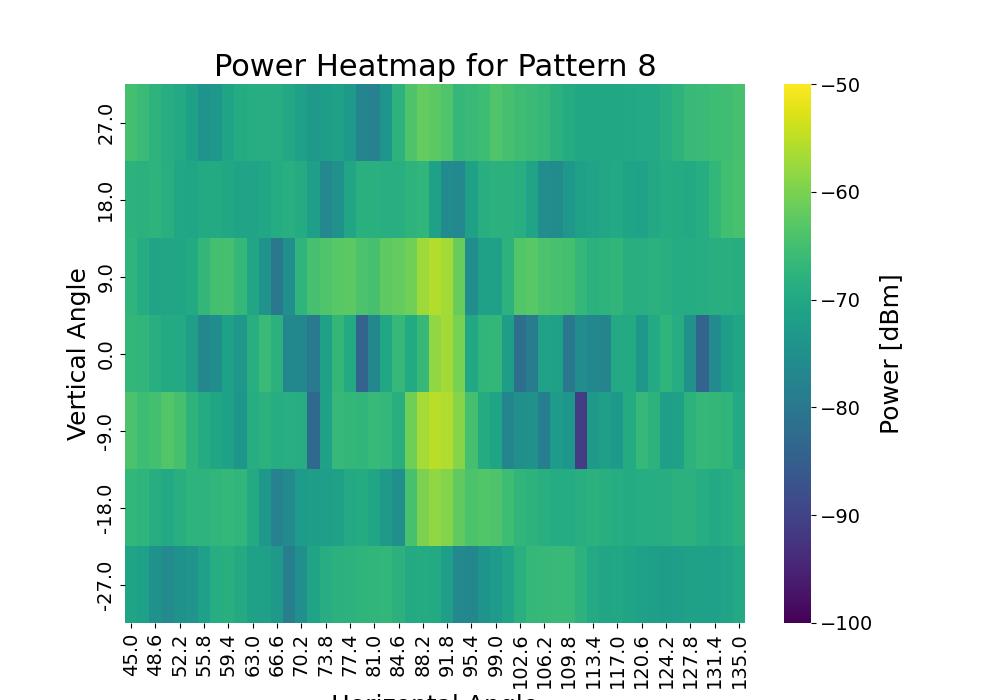 Power Heatmap for Pattern 8
Vertical Angle
27.0
18.0
9.0
0.0
-9.0
-18.0
-27.0
45.0 48.6 52.2 55.8 59.4 63.0 66.6 70.2 73.8 77.4 81.0 84.6 88.2 91.8 95.4 99.0 102.6 106.2 109.8 113.4 117.0 120.6 124.2 127.8 131.4 135.0
Horizontal Angle
−50
−60
−70
−80
−90
−100
Power [dBm]